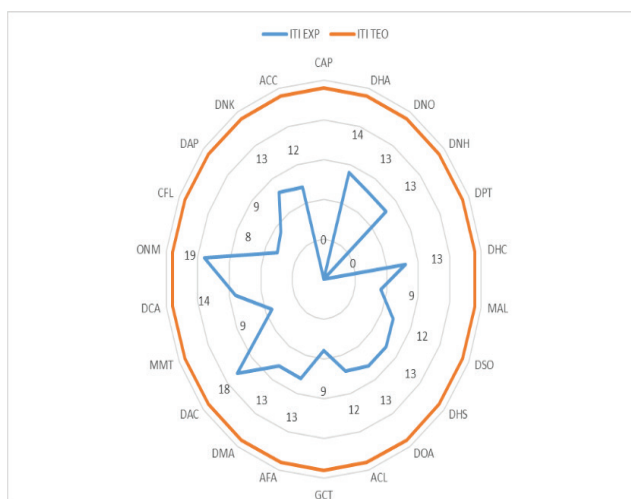 ITI EXP ITI TEO
CAP
ACC DHA
DNK DNO
DAP DNH
CFL DPT
ONM DHC
DCA MAL
MMT DSO
DAC DHS
DMA DOA
AFA ACL
GCT
14
12
13 13
13
9
8
0
0
19 13
14 9
9 12
18 13
13 13
13 12
9